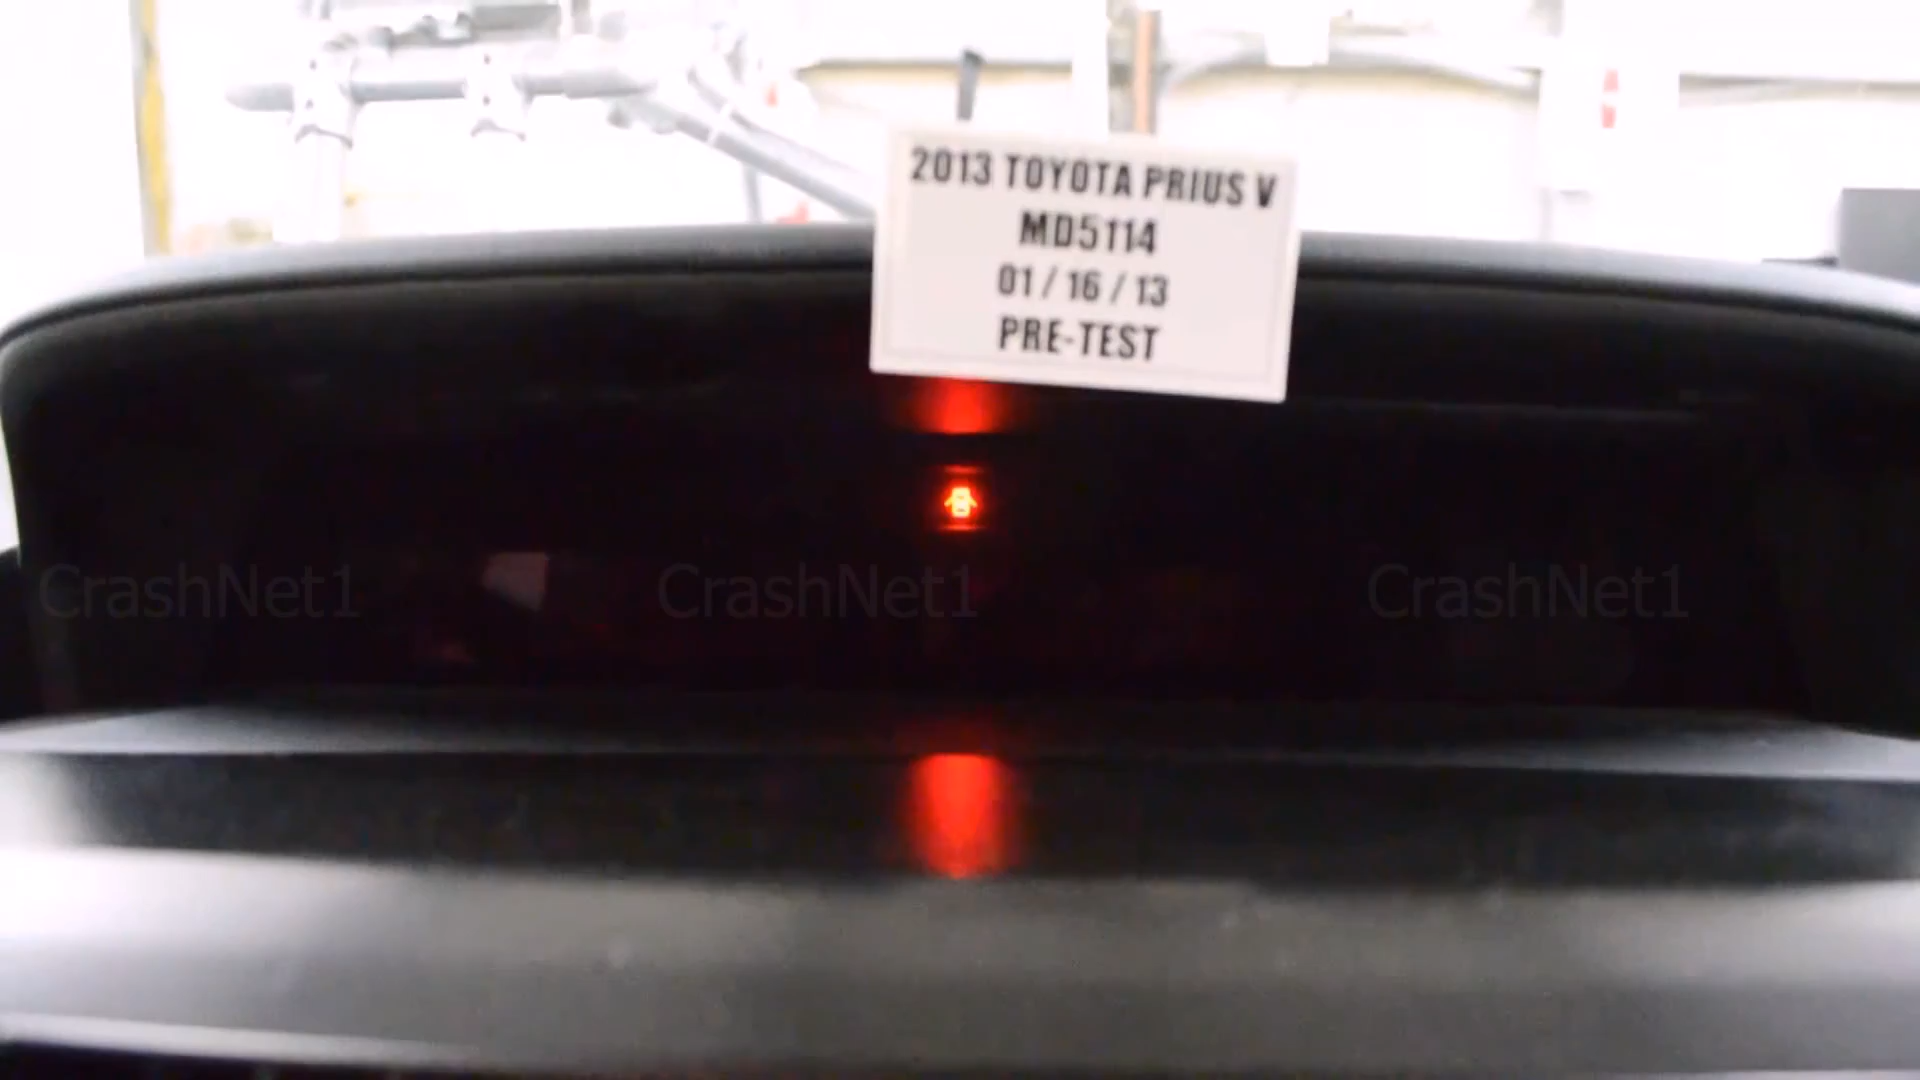 2013 TOYOTA PRIUS V
MD5114
01 / 16 / 13
PRE-TEST
CrashNet1 CrashNet1 CrashNet1